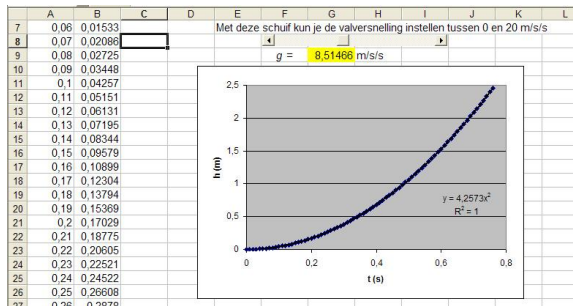 A B C D E F G H I J K L
7 0,06 0,01533 Met deze schuif kun je de valversnelling instellen tussen 0 en 20 m/s/s
8 0,07 0,02086
9 0,08 0,02725 g = 8,51466 m/s/s
10 0,09 0,03448
11 0,1 0,04257
12 0,11 0,05151
13 0,12 0,06131
14 0,13 0,07195
15 0,14 0,08344
16 0,15 0,09579
17 0,16 0,10899
18 0,17 0,12304
19 0,18 0,13794
20 0,19 0,15369
21 0,2 0,17029
22 0,21 0,18775
23 0,22 0,20605
24 0,23 0,22521
25 0,24 0,24522
26 0,25 0,26608
27 0,26 0,2878
2,5
2
1,5
1
0,5
0
h (m)
y = 4,2573x²
R² = 1
0 0,2 0,4 0,6 0,8
t (s)